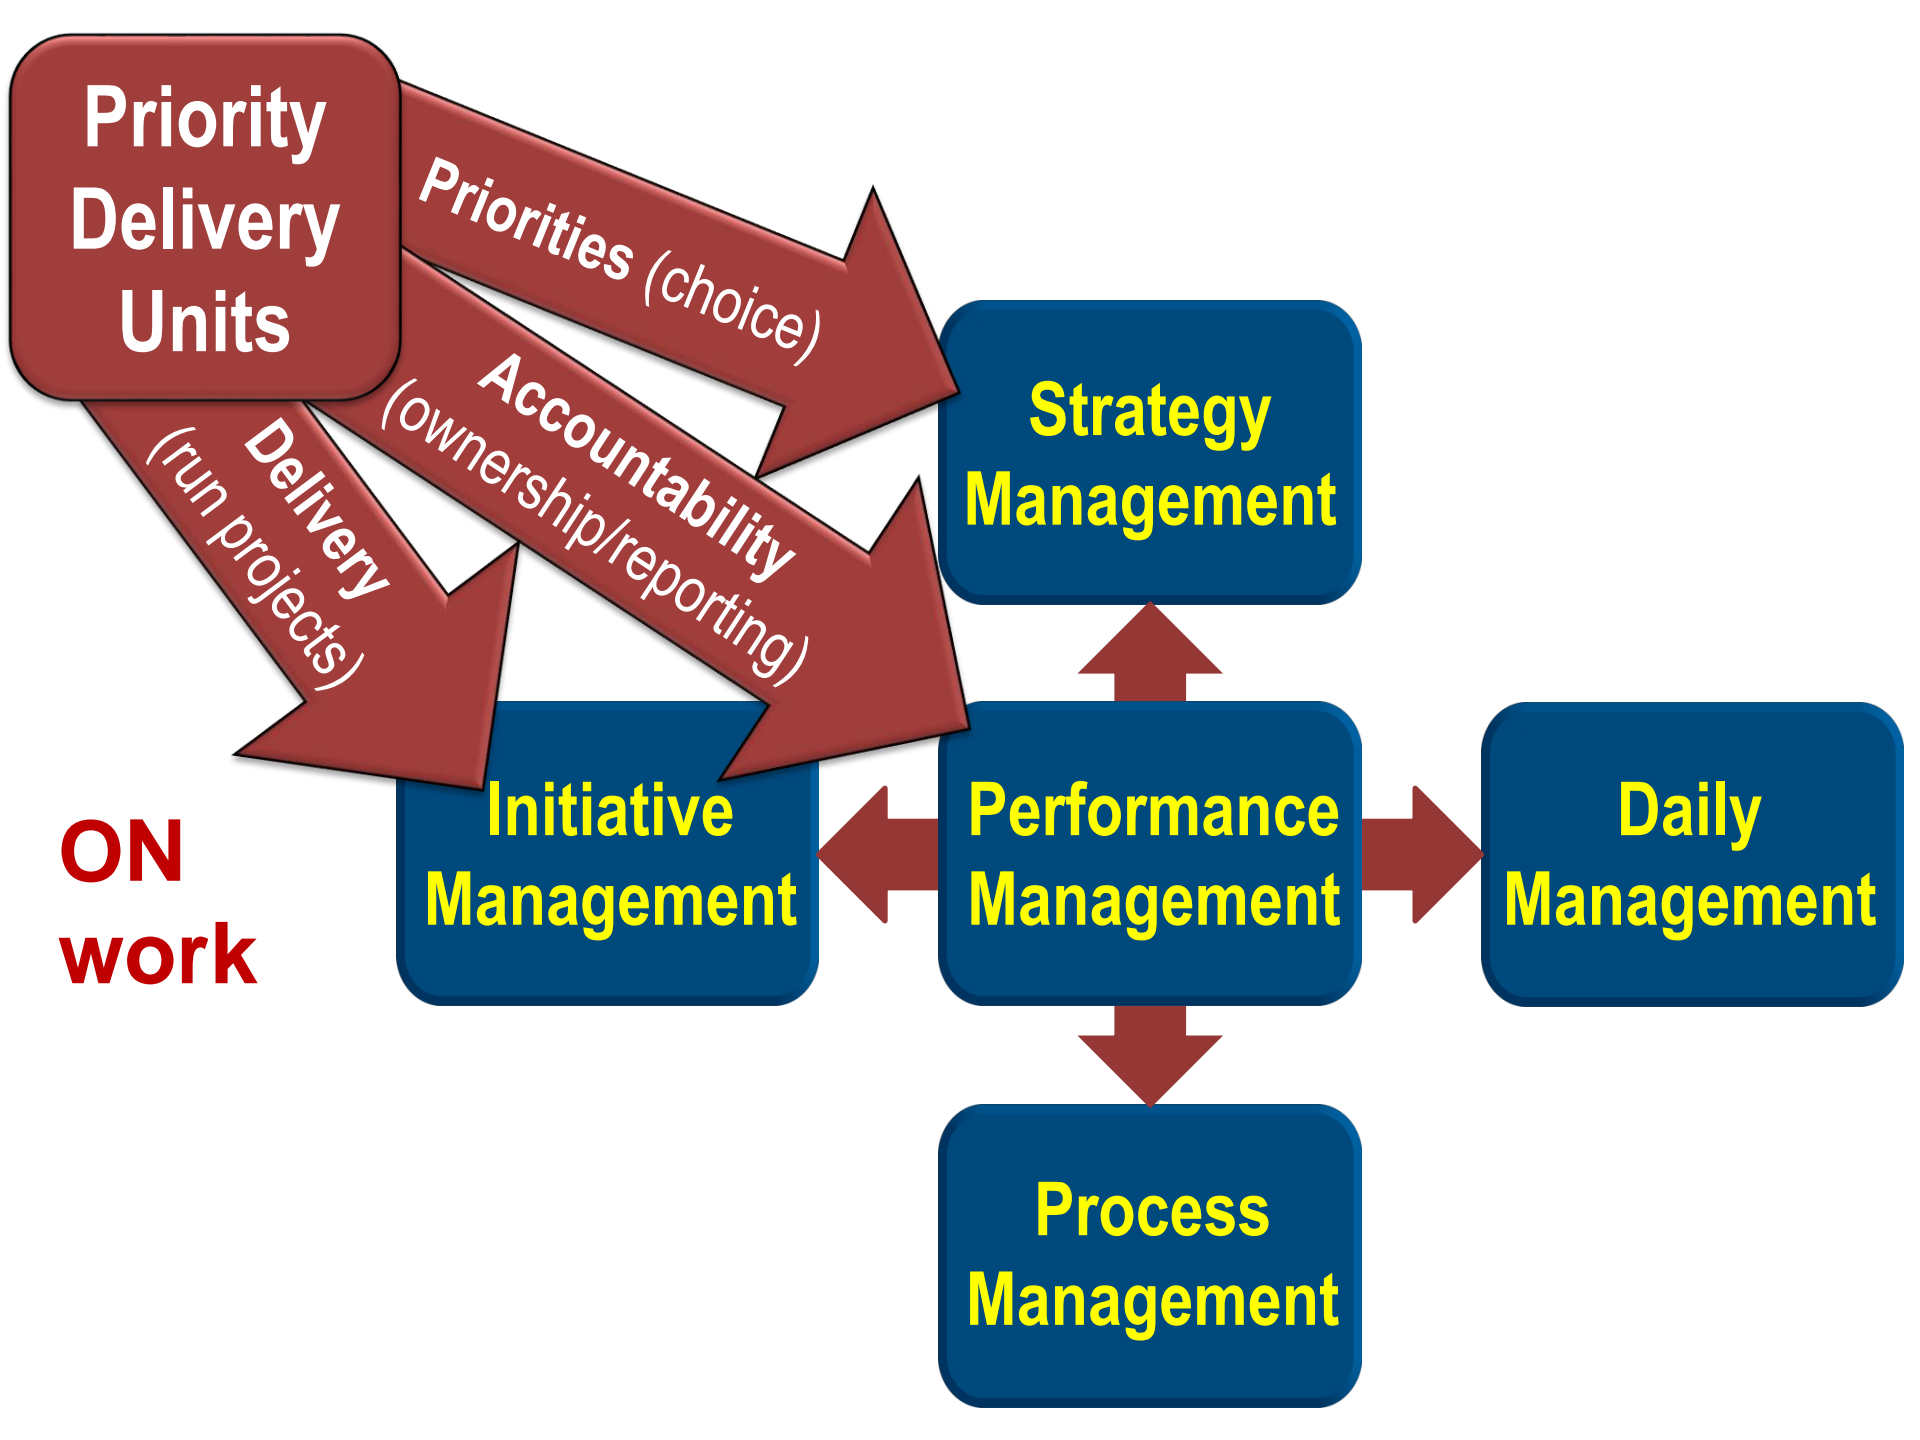 Priority
Delivery
Units
Priorities (choice)
Accountability
(ownership/reporting)
Delivery
(run projects)
Strategy
Management
Initiative
Management
Performance
Management
Daily
Management
ON
work
Process
Management